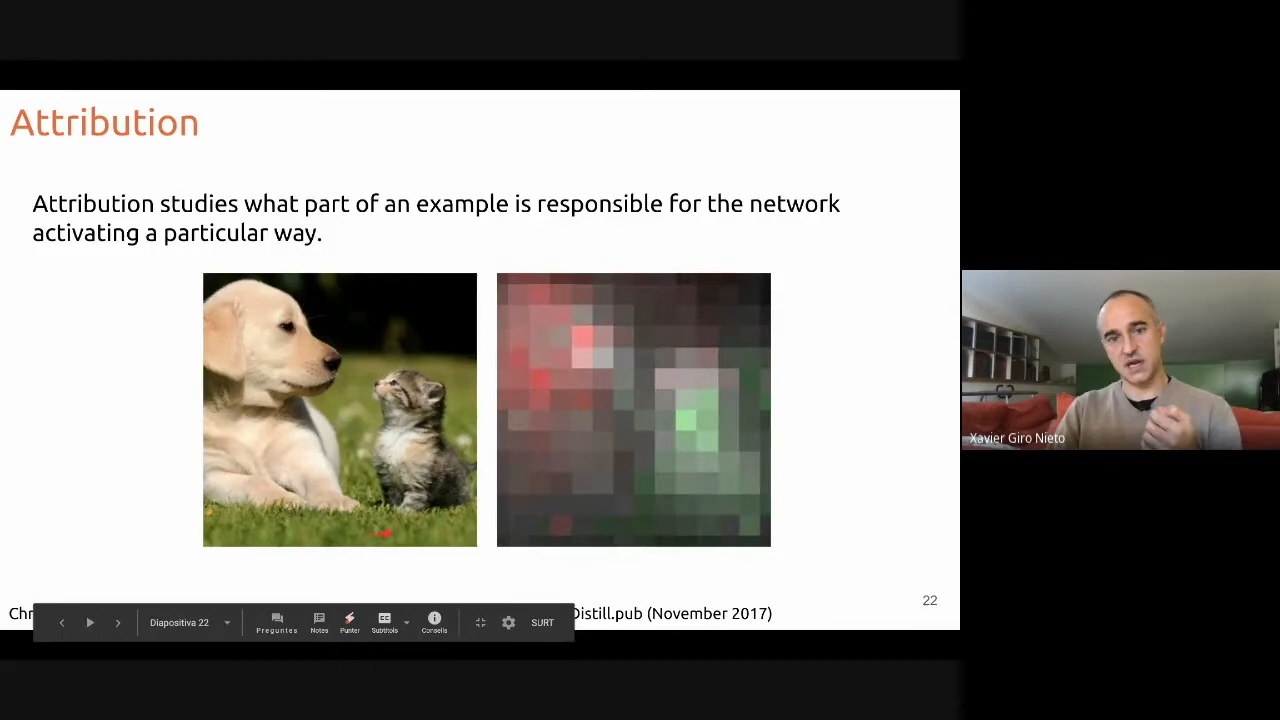 Attribution
Attribution studies what part of an example is responsible for the network
activating a particular way.
Xavier Giro Nieto
22
Distill.pub (November 2017)
Diapositiva 22
Preguntes
Notes
Punter
Subtítols
Consells
SURT